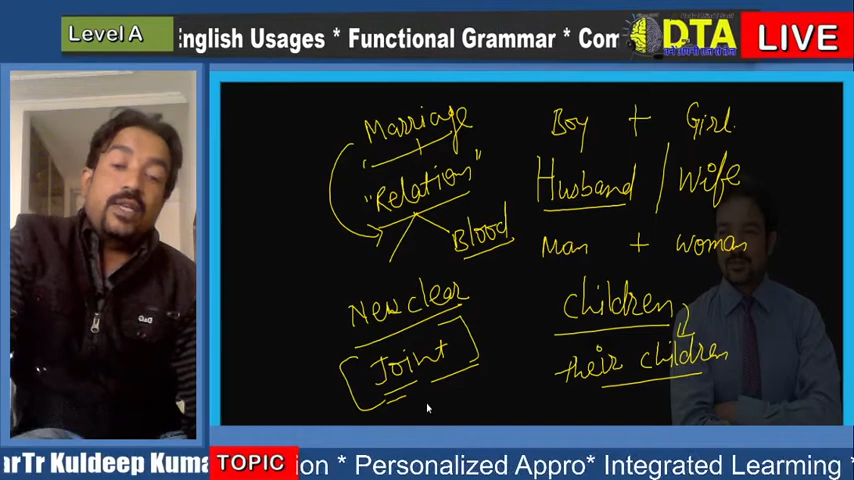 Level A
English Usages * Functional Grammar * Com
DTA
LIVE
Marriage
Boy + Girl.
"Relation"
Husband / Wife
Blood
Man + woman
Newclear
children
Joint
their children
arTr Kuldeep Kuma
TOPIC
ion * Personalized Appro* Integrated Learming *